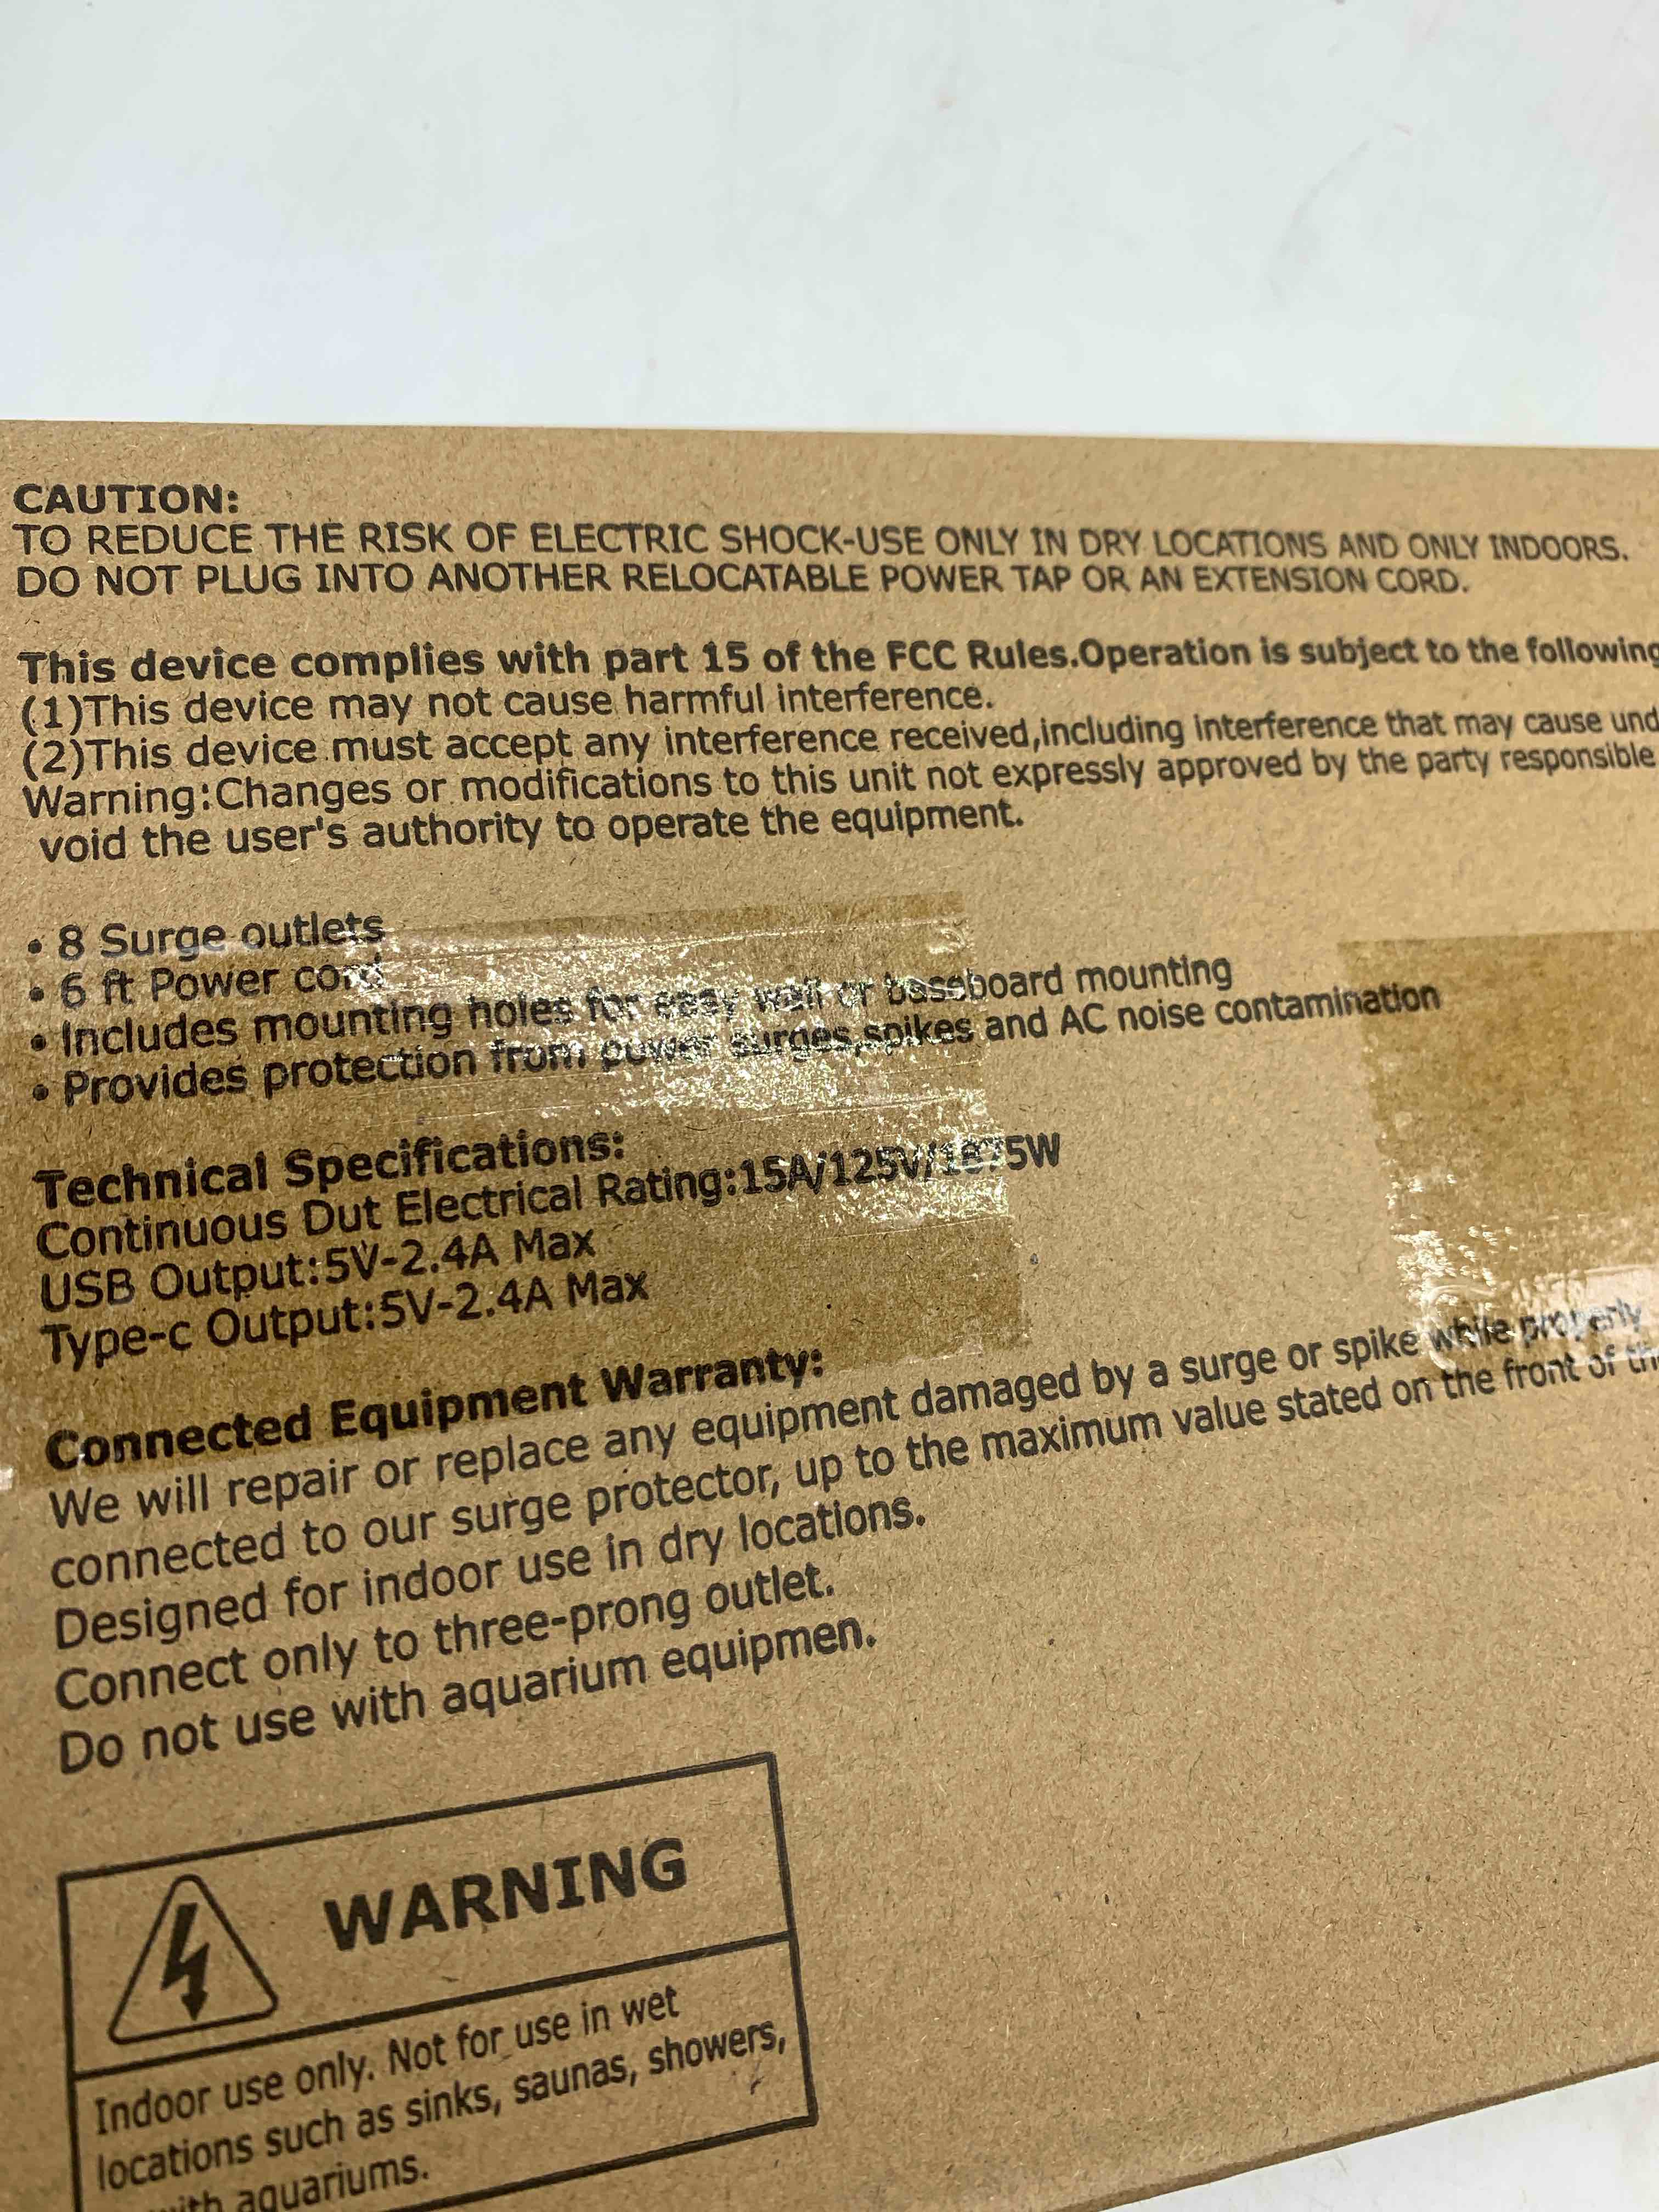 CAUTION:
TO REDUCE THE RISK OF ELECTRIC SHOCK-USE ONLY IN DRY LOCATIONS AND ONLY INDOORS.
DO NOT PLUG INTO ANOTHER RELOCATABLE POWER TAP OR AN EXTENSION CORD.
This device complies with part 15 of the FCC Rules.Operation is subject to the following
(1)This device may not cause harmful interference.
(2)This device must accept any interference received,including interference that may cause
Warning:Changes or modifications to this unit not expressly approved by the party responsible
void the user's authority to operate the equipment.
• 8 Surge outlets
• 6 ft Power cord
• Includes mounting holes for easy wall or baseboard mounting
• Provides protection from power surges,spikes and AC noise contamination
Technical Specifications:
Continuous Dut Electrical Rating:15A/125V/1875W
USB Output:5V-2.4A Max
Type-c Output:5V-2.4A Max
Connected Equipment Warranty:
We will repair or replace any equipment damaged by a surge or spike while properly
connected to our surge protector, up to the maximum value stated on the front of
Designed for indoor use in dry locations.
Connect only to three-prong outlet.
Do not use with aquarium equipmen.
WARNING
Indoor use only. Not for use in wet
locations such as sinks, saunas, showers,
aquariums.